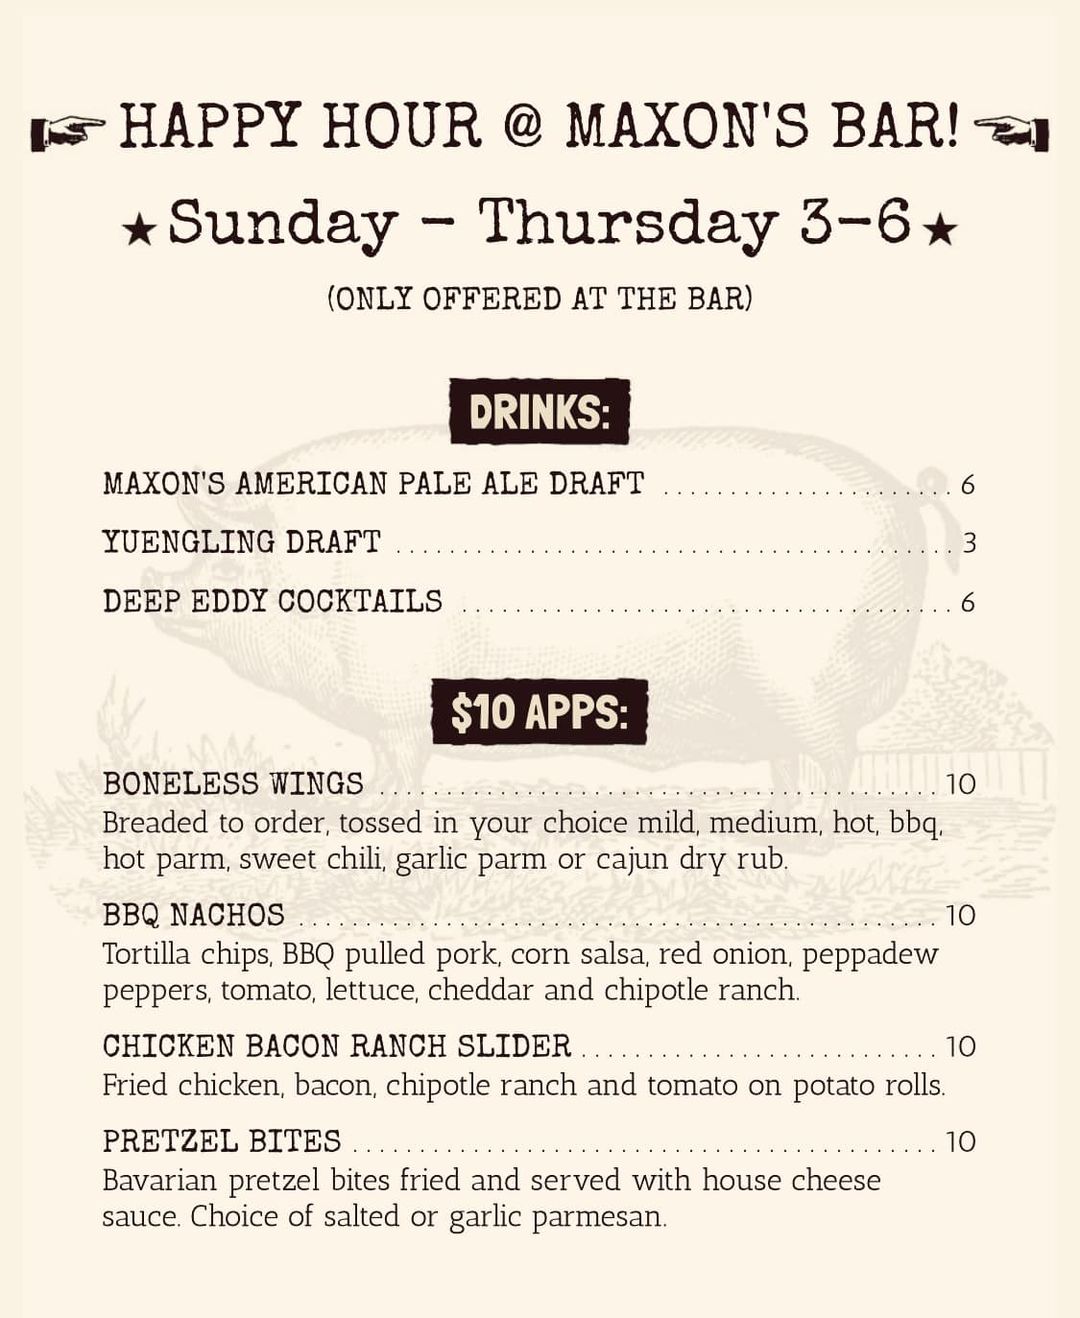 HAPPY HOUR @ MAXON'S BAR!
★ Sunday - Thursday 3-6 ★
(ONLY OFFERED AT THE BAR)
DRINKS:
MAXON'S AMERICAN PALE ALE DRAFT ...................... 6
YUENGLING DRAFT .......................................... 3
DEEP EDDY COCKTAILS ..................................... 6
$10 APPS:
BONELESS WINGS .......................................... 10
Breaded to order, tossed in your choice mild, medium, hot, bbq,
hot parm, sweet chili, garlic parm or cajun dry rub.
BBQ NACHOS ................................................ 10
Tortilla chips, BBQ pulled pork, corn salsa, red onion, peppadew
peppers, tomato, lettuce, cheddar and chipotle ranch.
CHICKEN BACON RANCH SLIDER ........................... 10
Fried chicken, bacon, chipotle ranch and tomato on potato rolls.
PRETZEL BITES ............................................ 10
Bavarian pretzel bites fried and served with house cheese
sauce. Choice of salted or garlic parmesan.